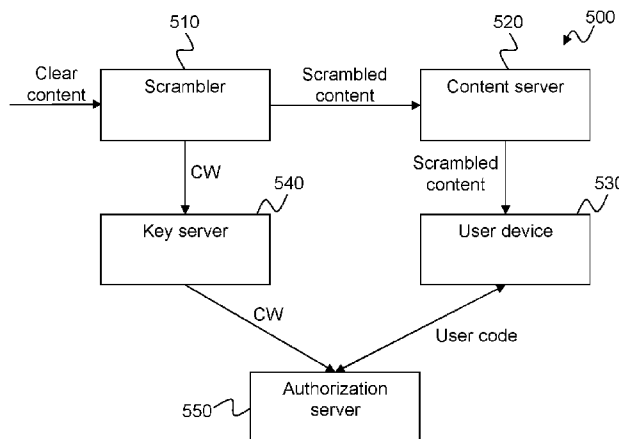 510
520
500
Clear
content
Scrambler
Scrambled
content
Content server
CW
540
Scrambled
content
530
Key server
User device
CW
User code
550
Authorization
server